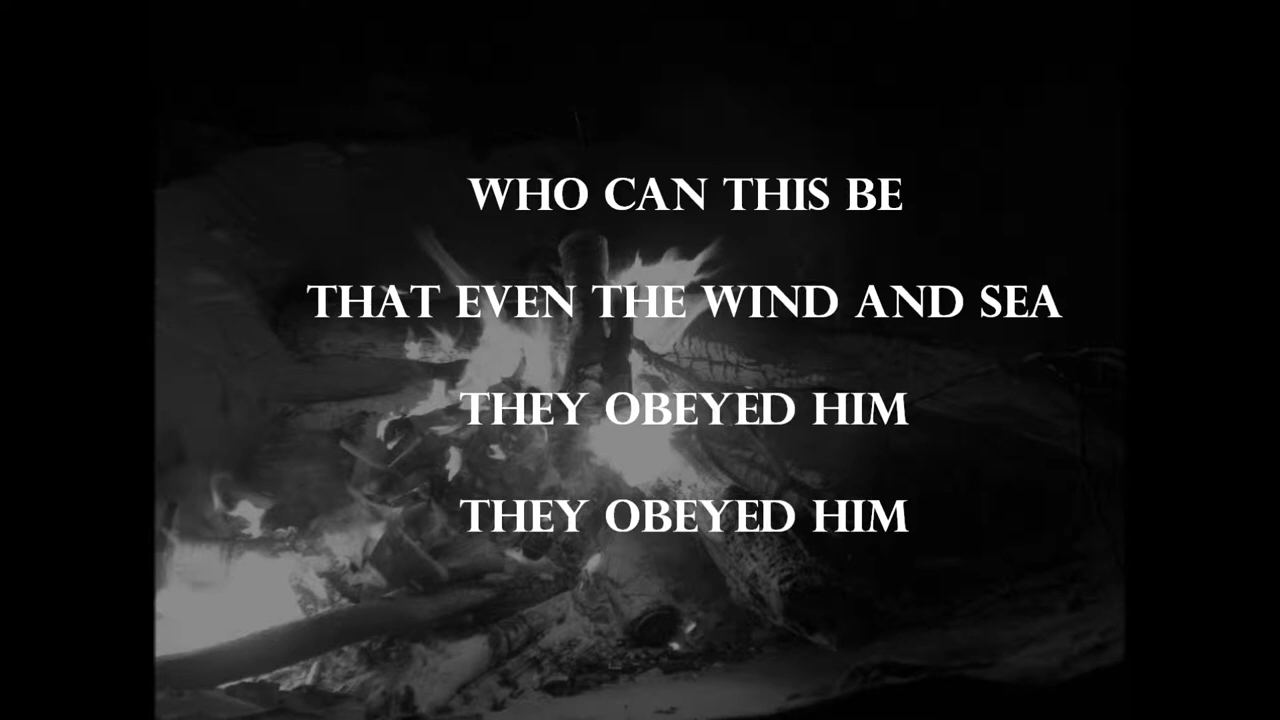 WHO CAN THIS BE
THAT EVEN THE WIND AND SEA
THEY OBEYED HIM
THEY OBEYED HIM